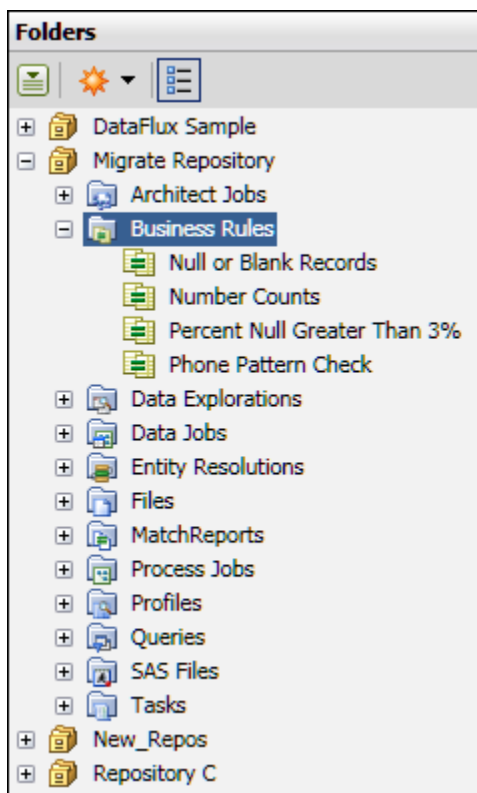 Folders
DataFlux Sample
Migrate Repository
Architect Jobs
Business Rules
Null or Blank Records
Number Counts
Percent Null Greater Than 3%
Phone Pattern Check
Data Explorations
Data Jobs
Entity Resolutions
Files
MatchReports
Process Jobs
Profiles
Queries
SAS Files
Tasks
New_Repos
Repository C